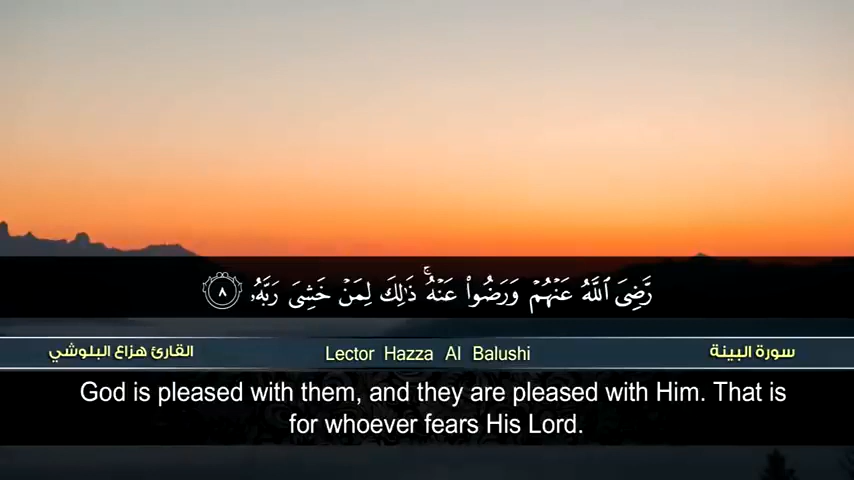 رَّضِىَ ٱللَّهُ عَنْهُمْ وَرَضُوا۟ عَنْهُ ۚ ذَٰلِكَ لِمَنْ خَشِىَ رَبَّهُۥ ٨
سورة البينة Lector Hazza Al Balushi القارئ هزاع البلوشي
God is pleased with them, and they are pleased with Him. That is
for whoever fears His Lord.